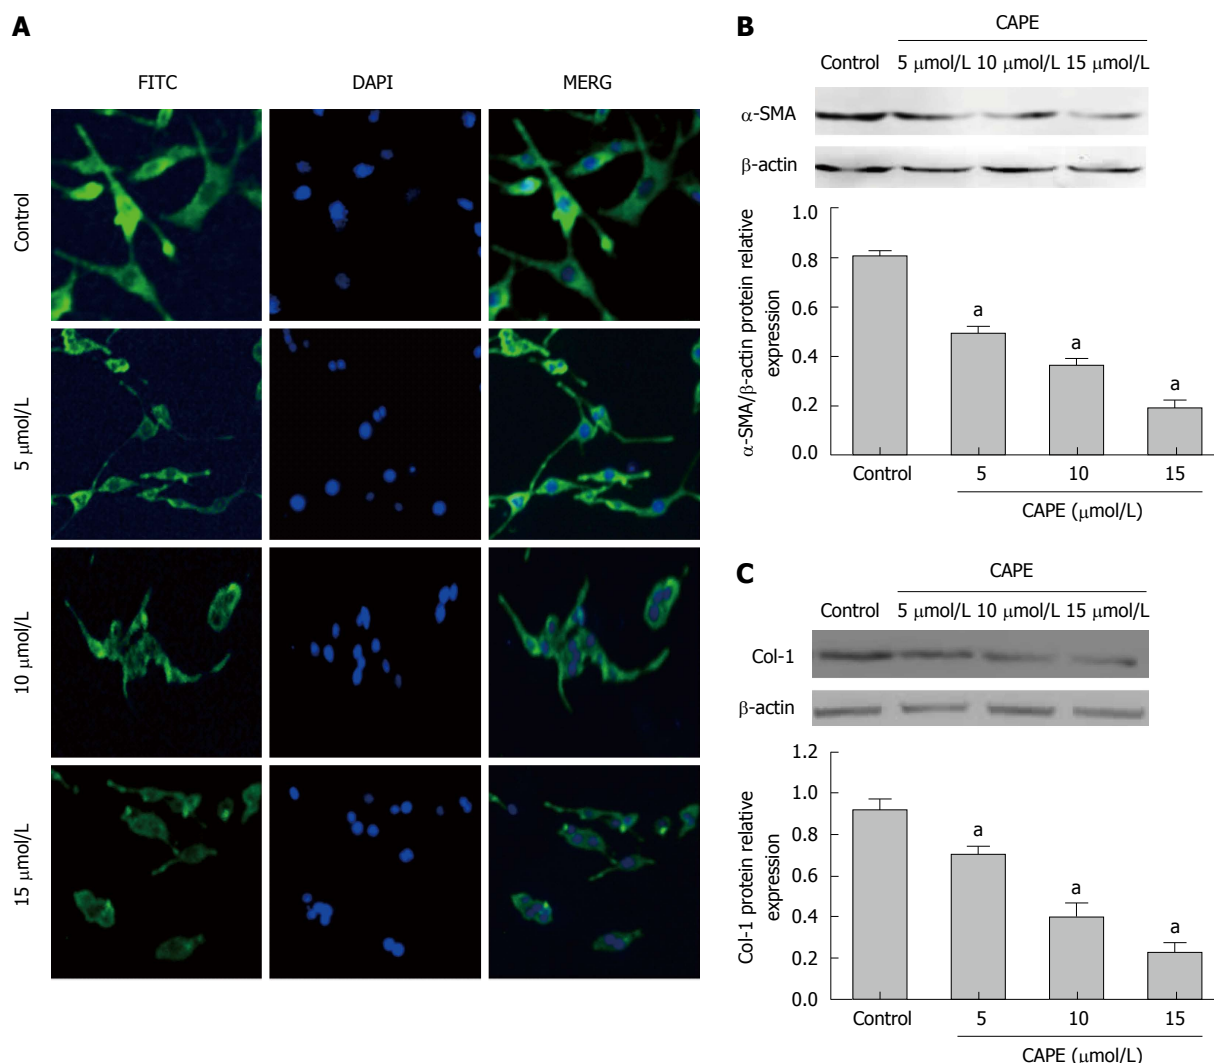 A
FITC DAPI MERG
Control
5 μmol/L
10 μmol/L
15 μmol/L
B
CAPE
Control 5 μmol/L 10 μmol/L 15 μmol/L
α-SMA
β-actin
α-SMA/β-actin protein relative
expression
1.0
0.8
0.6
0.4
0.2
0.0
a
a
a
Control 5 10 15
CAPE (μmol/L)
C
CAPE
Control 5 μmol/L 10 μmol/L 15 μmol/L
Col-1
β-actin
Col-1 protein relative
expression
1.2
1.0
0.8
0.6
0.4
0.2
0.0
a
a
a
Control 5 10 15
CAPE (μmol/L)